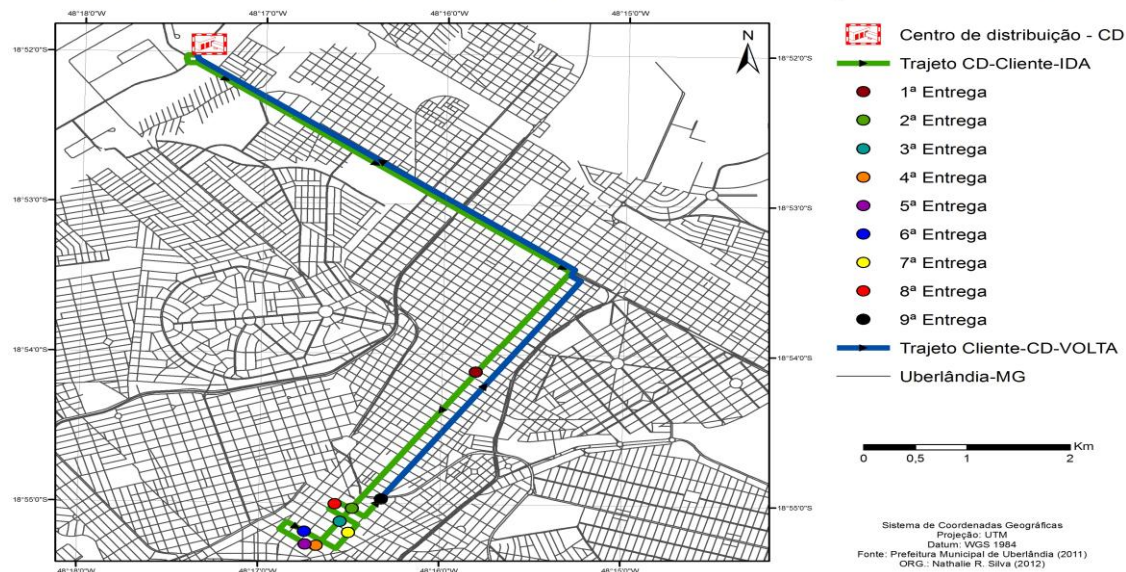 48°18'0"W 48°17'0"W 48°16'0"W 48°15'0"W
18°52'0"S
18°53'0"S
18°54'0"S
18°55'0"S
N
18°52'0"S
18°53'0"S
18°54'0"S
18°55'0"S
48°18'0"W 48°17'0"W 48°16'0"W 48°15'0"W
Centro de distribuição - CD
Trajeto CD-Cliente-IDA
1ª Entrega
2ª Entrega
3ª Entrega
4ª Entrega
5ª Entrega
6ª Entrega
7ª Entrega
8ª Entrega
9ª Entrega
Trajeto Cliente-CD-VOLTA
Uberlândia-MG
Km
0 0,5 1 2
Sistema de Coordenadas Geográficas
Projeção: UTM
Datum: WGS 1984
Fonte: Prefeitura Municipal de Uberlândia (2011)
ORG.: Nathalie R. Silva (2012)